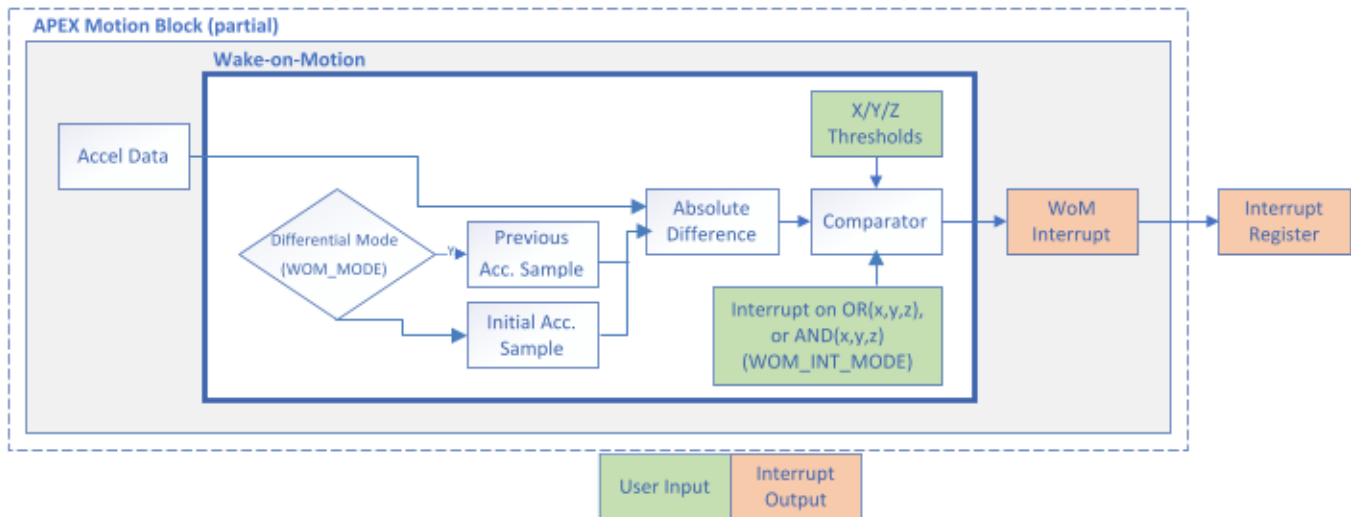 APEX Motion Block (partial)
Wake-on-Motion
X/Y/Z
Thresholds
Accel Data
Absolute
Difference
Comparator
WoM
Interrupt
Interrupt
Register
Differential Mode
(WOM_MODE)
Y
Previous
Acc. Sample
Initial Acc.
Sample
Interrupt on OR(x,y,z),
or AND(x,y,z)
(WOM_INT_MODE)
User Input
Interrupt
Output